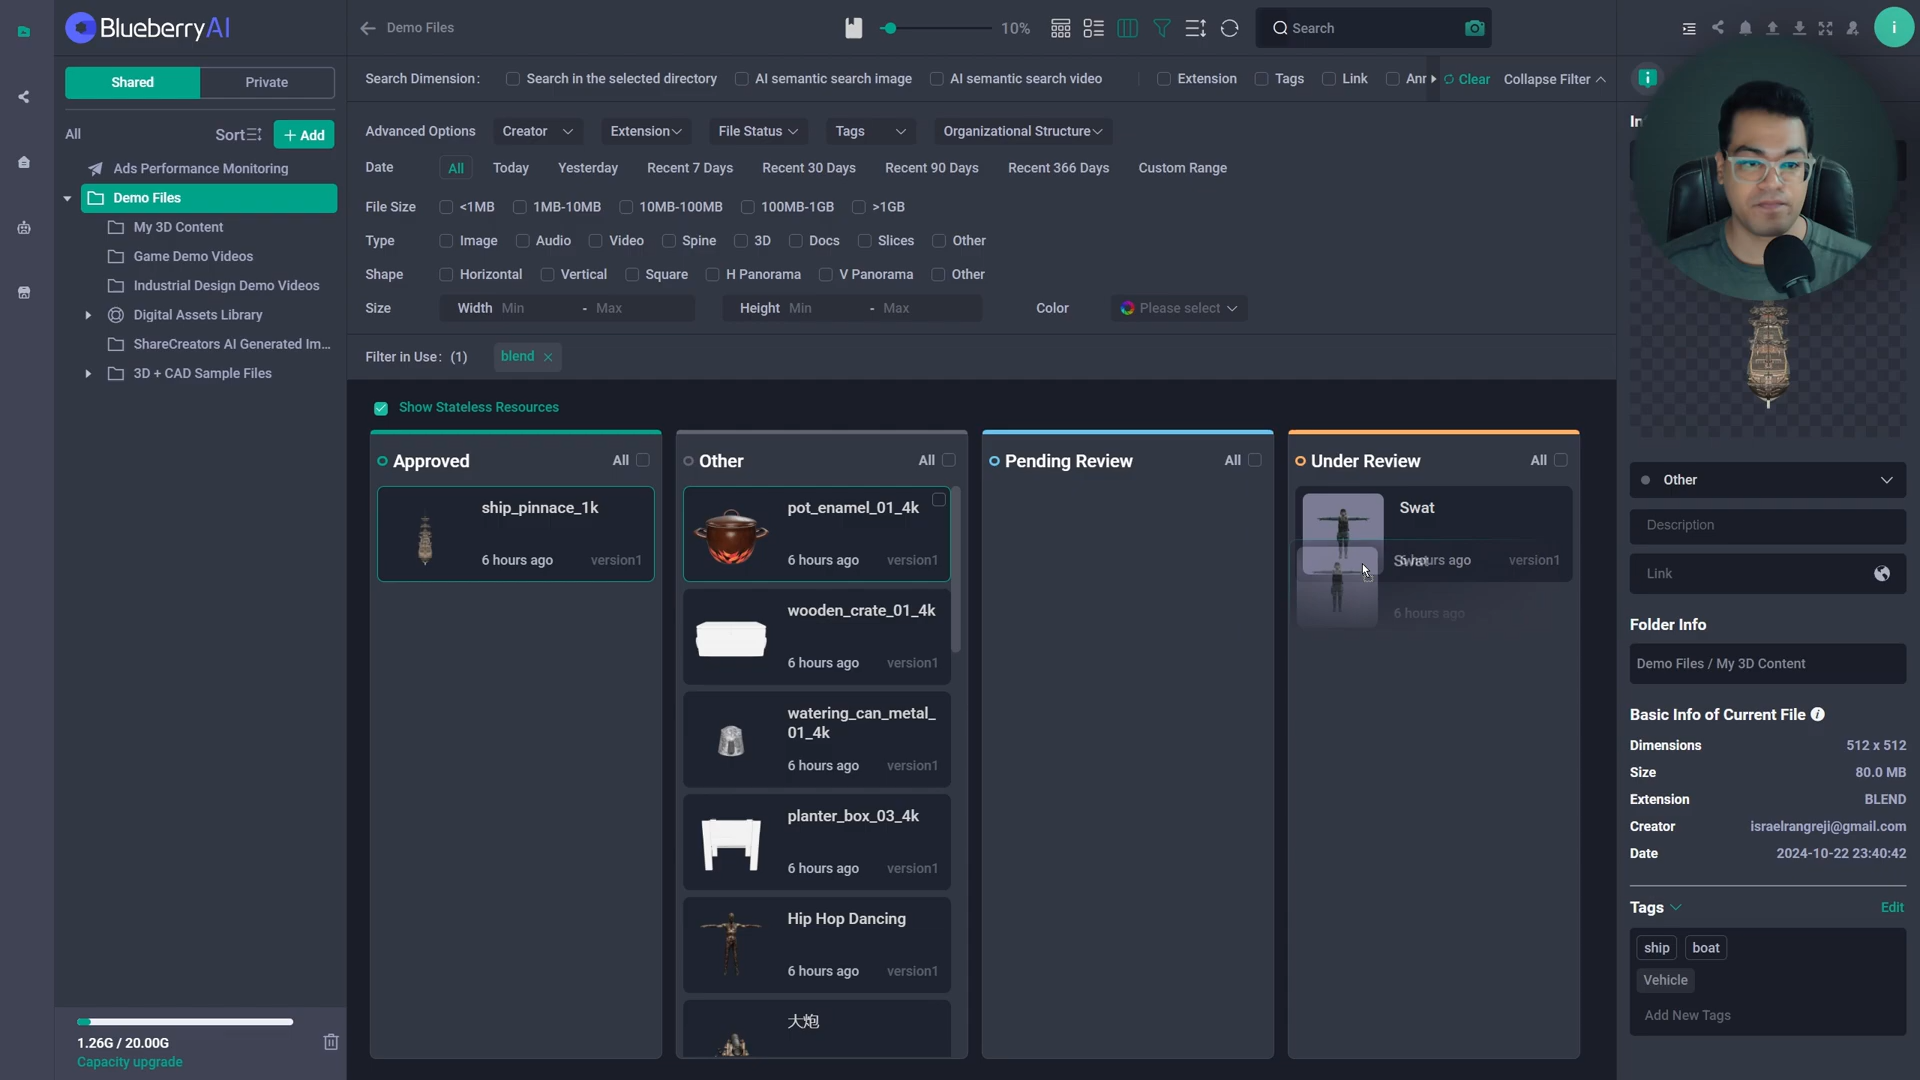 BlueberryAI
Demo Files
10%
Search
i
Shared
Private
Search Dimension:
Search in the selected directory
AI semantic search image
AI semantic search video
Extension
Tags
Link
Clear
Collapse Filter
All
Sort
+ Add
Advanced Options
Creator
Extension
File Status
Tags
Organizational Structure
Ads Performance Monitoring
Date
All
Today
Yesterday
Recent 7 Days
Recent 30 Days
Recent 90 Days
Recent 366 Days
Custom Range
Demo Files
My 3D Content
Game Demo Videos
Industrial Design Demo Videos
Digital Assets Library
ShareCreators AI Generated Im...
3D + CAD Sample Files
File Size
<1MB
1MB-10MB
10MB-100MB
100MB-1GB
>1GB
Type
Image
Audio
Video
Spine
3D
Docs
Slices
Other
Shape
Horizontal
Vertical
Square
H Panorama
V Panorama
Other
Size
Width Min - Max
Height Min - Max
Color
Please select
Filter in Use: (1)
blend ×
Show Stateless Resources
Approved
All
ship_pinnace_1k
6 hours ago
version1
Other
All
pot_enamel_01_4k
6 hours ago
version1
wooden_crate_01_4k
6 hours ago
version1
watering_can_metal_
01_4k
6 hours ago
version1
planter_box_03_4k
6 hours ago
version1
Hip Hop Dancing
6 hours ago
version1
大炮
Pending Review
All
Under Review
All
Swat
6 hours ago
version1
Swat
6 hours ago
Other
Description
Link
Folder Info
Demo Files / My 3D Content
Basic Info of Current File
Dimensions
512 x 512
Size
80.0 MB
Extension
BLEND
Creator
israelrangreji@gmail.com
Date
2024-10-22 23:40:42
Tags
Edit
ship
boat
Vehicle
Add New Tags
1.26G / 20.00G
Capacity upgrade